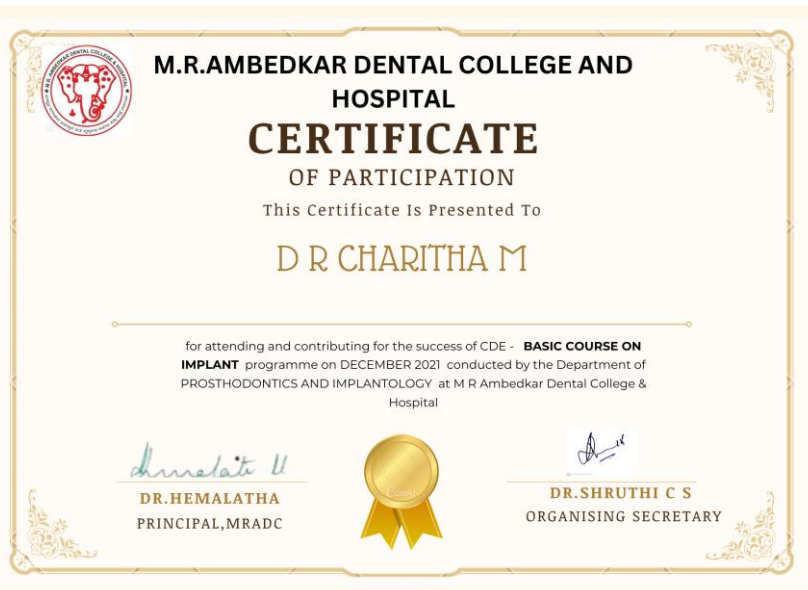 M.R.AMBEDKAR DENTAL COLLEGE AND
HOSPITAL
CERTIFICATE
OF PARTICIPATION
This Certificate Is Presented To
D R CHARITHA M
for attending and contributing for the success of CDE - BASIC COURSE ON
IMPLANT programme on DECEMBER 2021 conducted by the Department of
PROSTHODONTICS AND IMPLANTOLOGY at M R Ambedkar Dental College &
Hospital
DR.HEMALATHA
PRINCIPAL,MRADC
Canva
DR.SHRUTHI C S
ORGANISING SECRETARY